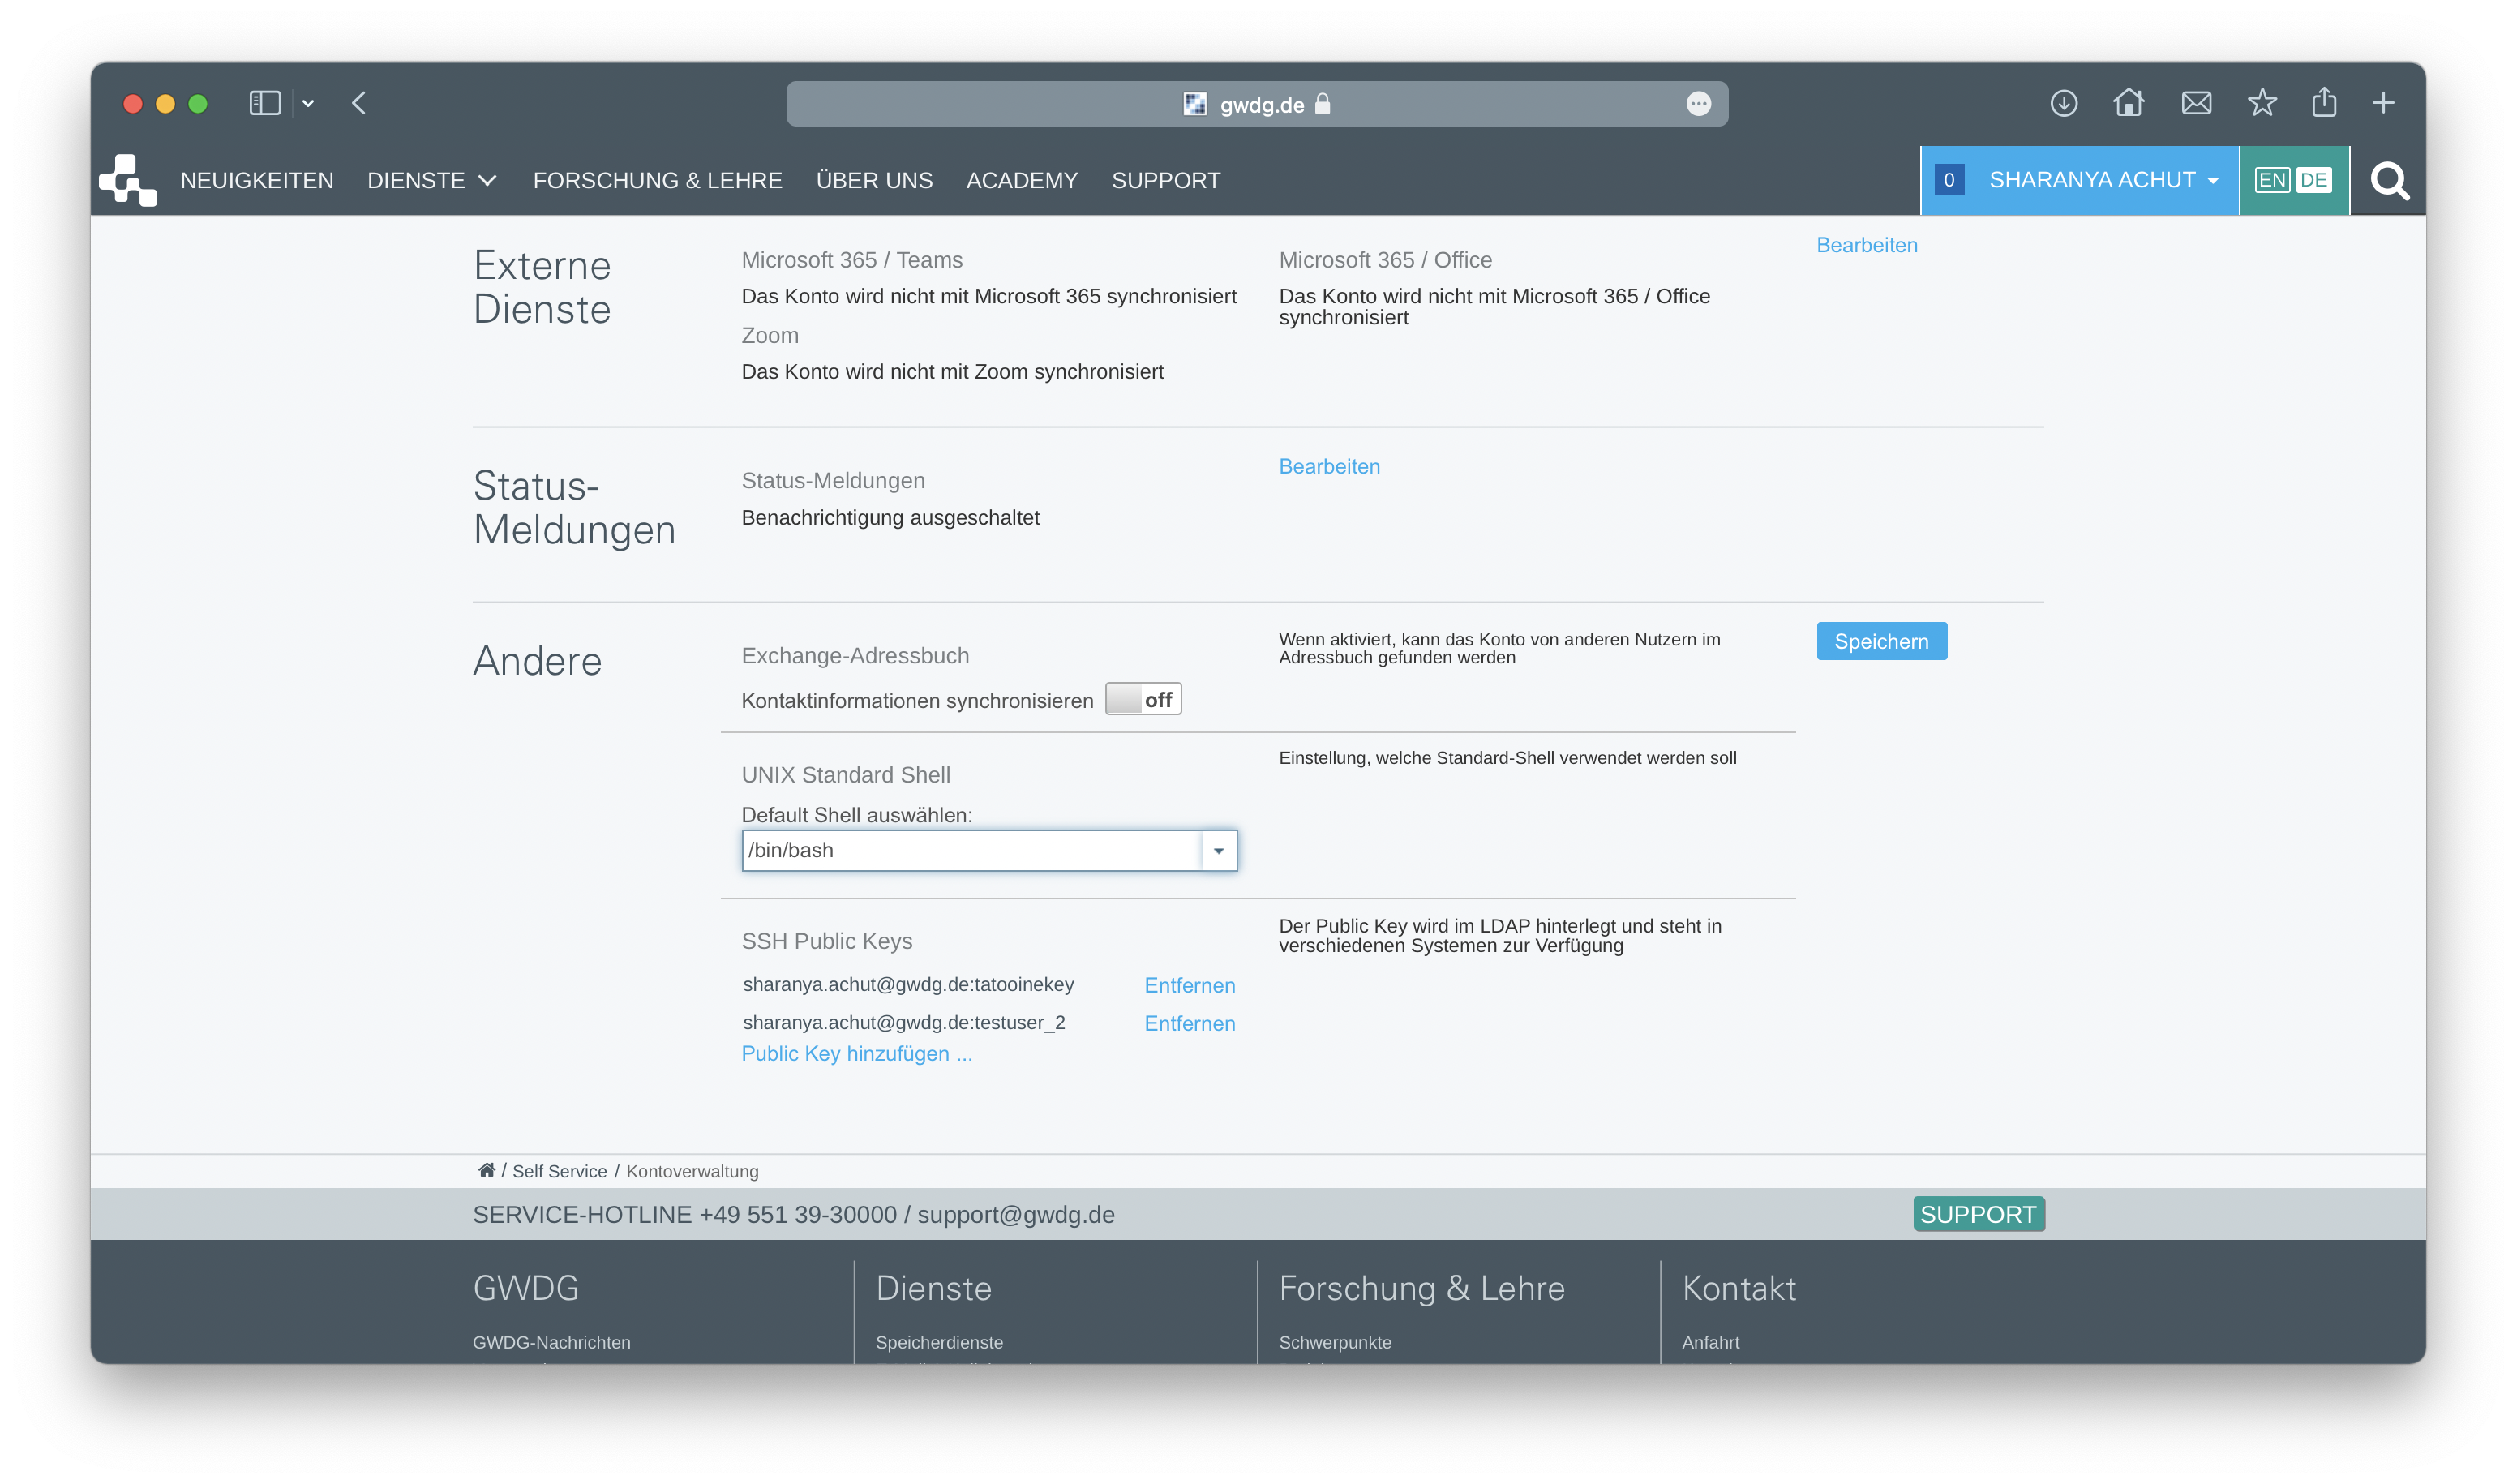 gwdg.de
NEUIGKEITEN DIENSTE FORSCHUNG & LEHRE ÜBER UNS ACADEMY SUPPORT
0 SHARANYA ACHUT EN DE
Externe
Dienste
Microsoft 365 / Teams
Das Konto wird nicht mit Microsoft 365 synchronisiert
Zoom
Das Konto wird nicht mit Zoom synchronisiert
Microsoft 365 / Office
Das Konto wird nicht mit Microsoft 365 / Office
synchronisiert
Bearbeiten
Status-
Meldungen
Status-Meldungen
Benachrichtigung ausgeschaltet
Bearbeiten
Andere
Exchange-Adressbuch
Kontaktinformationen synchronisieren off
Wenn aktiviert, kann das Konto von anderen Nutzern im
Adressbuch gefunden werden
Speichern
UNIX Standard Shell
Default Shell auswählen:
/bin/bash
Einstellung, welche Standard-Shell verwendet werden soll
SSH Public Keys
sharanya.achut@gwdg.de:tatooinekey Entfernen
sharanya.achut@gwdg.de:testuser_2 Entfernen
Public Key hinzufügen ...
Der Public Key wird im LDAP hinterlegt und steht in
verschiedenen Systemen zur Verfügung
/ Self Service / Kontoverwaltung
SERVICE-HOTLINE +49 551 39-30000 / support@gwdg.de SUPPORT
GWDG
GWDG-Nachrichten
Dienste
Speicherdienste
Forschung & Lehre
Schwerpunkte
Kontakt
Anfahrt